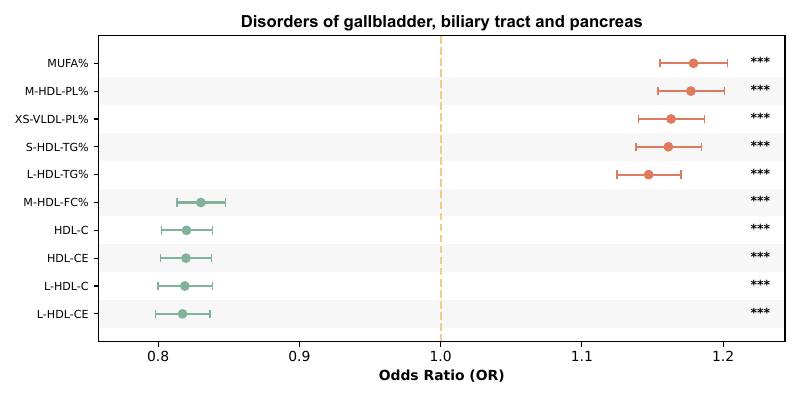 Disorders of gallbladder, biliary tract and pancreas
MUFA% ***
M-HDL-PL% ***
XS-VLDL-PL% ***
S-HDL-TG% ***
L-HDL-TG% ***
M-HDL-FC% ***
HDL-C ***
HDL-CE ***
L-HDL-C ***
L-HDL-CE ***
0.8 0.9 1.0 1.1 1.2
Odds Ratio (OR)